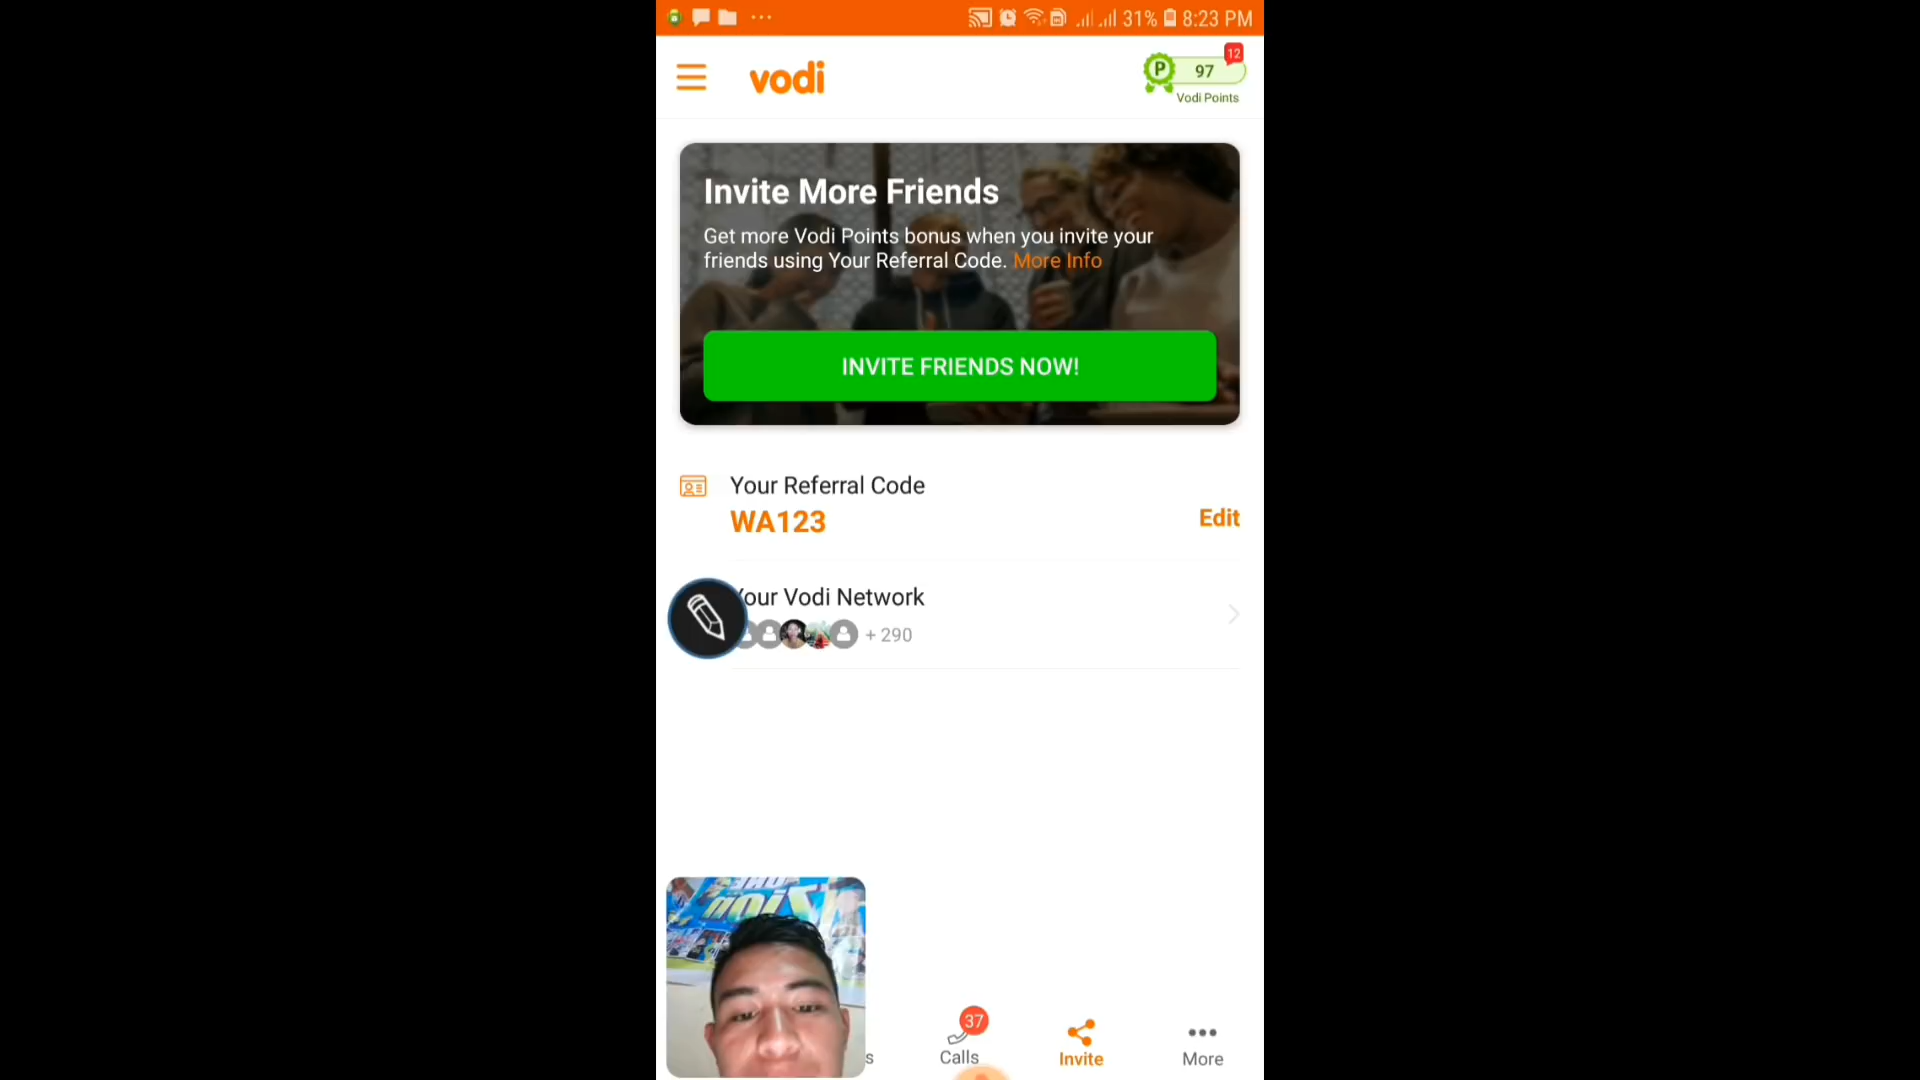 31% 8:23 PM
vodi
12
P 97
Vodi Points
Invite More Friends
Get more Vodi Points bonus when you invite your
friends using Your Referral Code. More Info
INVITE FRIENDS NOW!
Your Referral Code
WA123
Edit
Your Vodi Network
+ 290
37
s
Calls
Invite
More